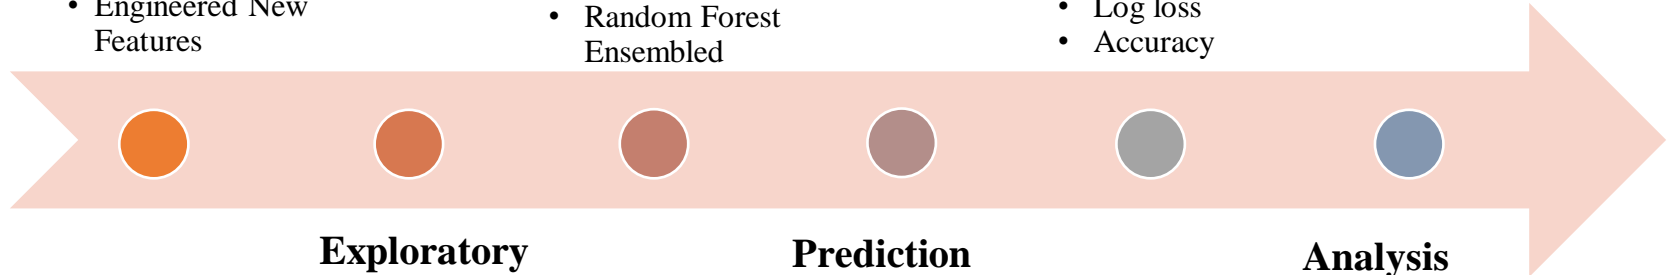 • Engineered New
Features
• Random Forest
Ensembled
• Log loss
• Accuracy
Exploratory
Prediction
Analysis